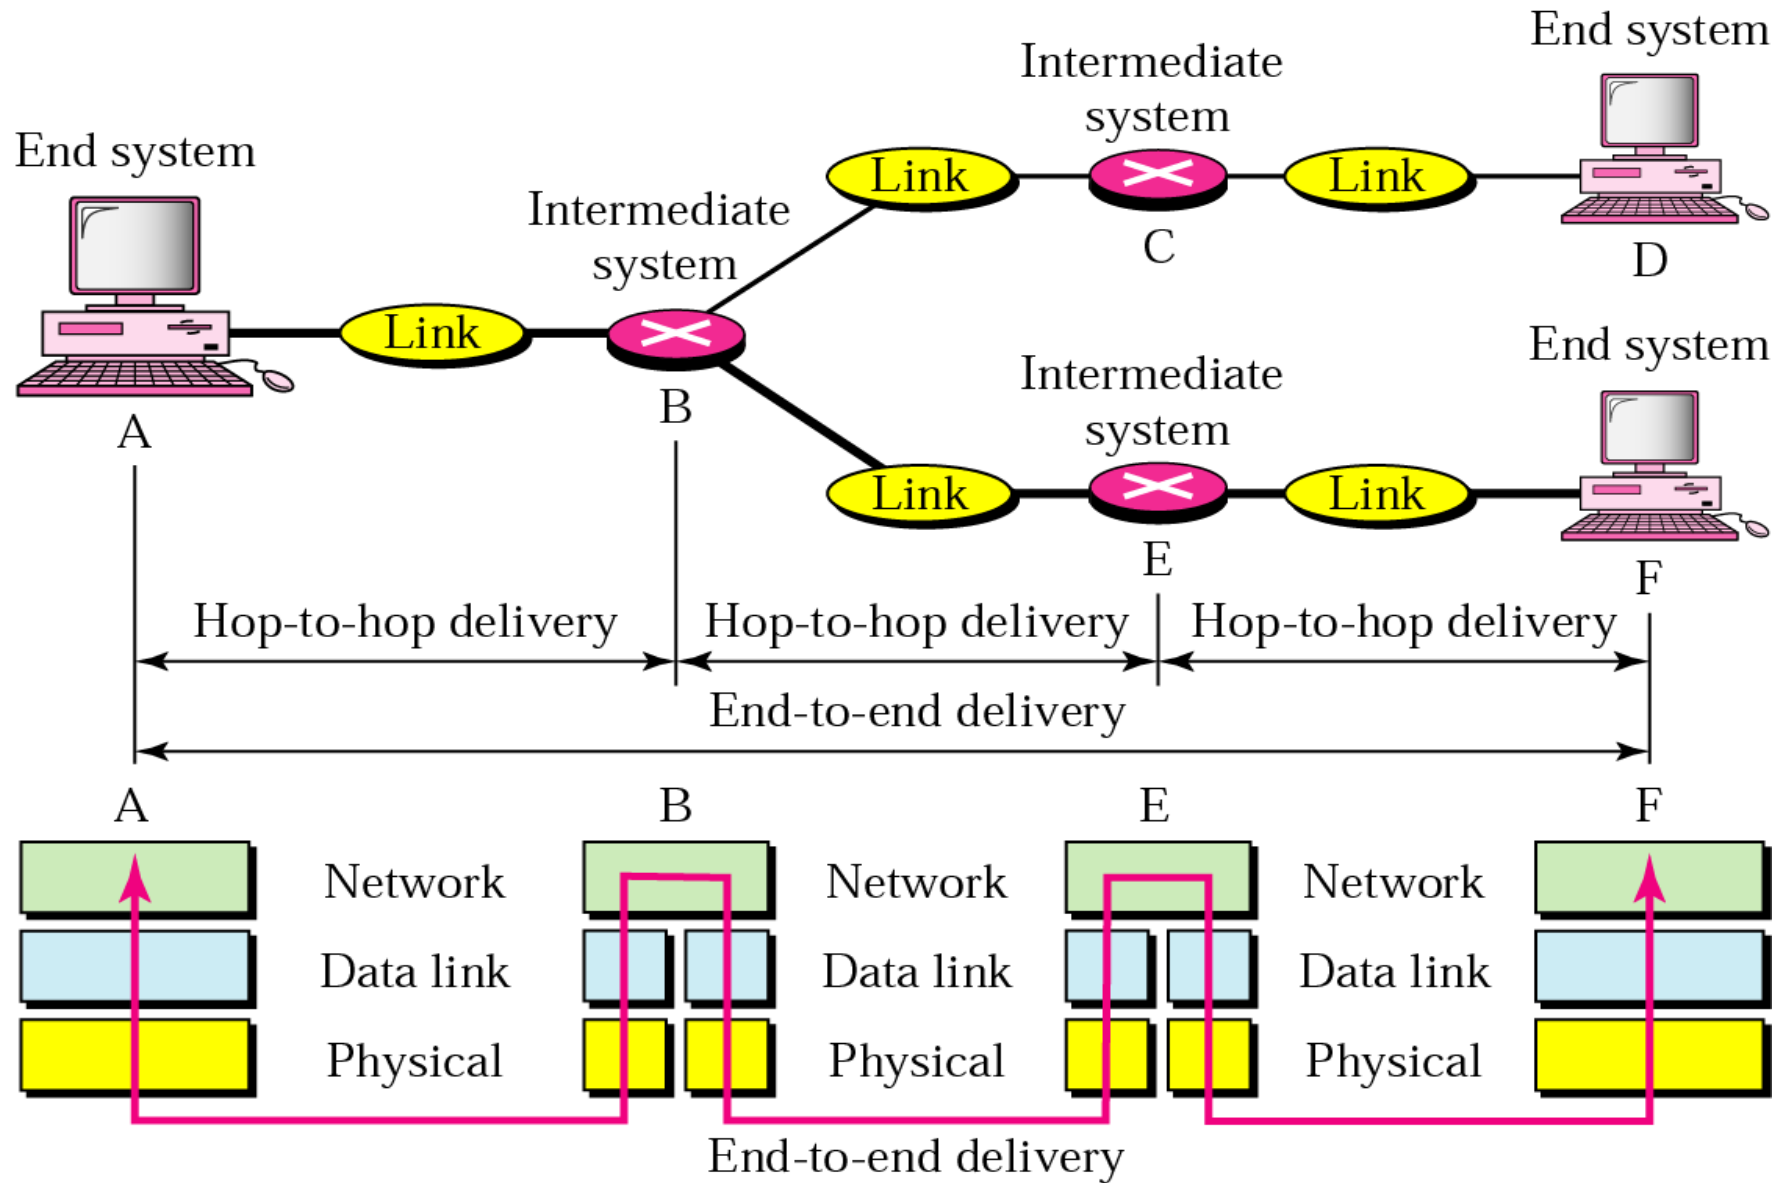 End system
Intermediate
system
End system
Intermediate
system
Link
Link
C
D
Link
A
B
Intermediate
system
End system
Link
Link
E
F
Hop-to-hop delivery
Hop-to-hop delivery
Hop-to-hop delivery
End-to-end delivery
A
B
E
F
Network
Network
Network
Data link
Data link
Data link
Physical
Physical
Physical
End-to-end delivery